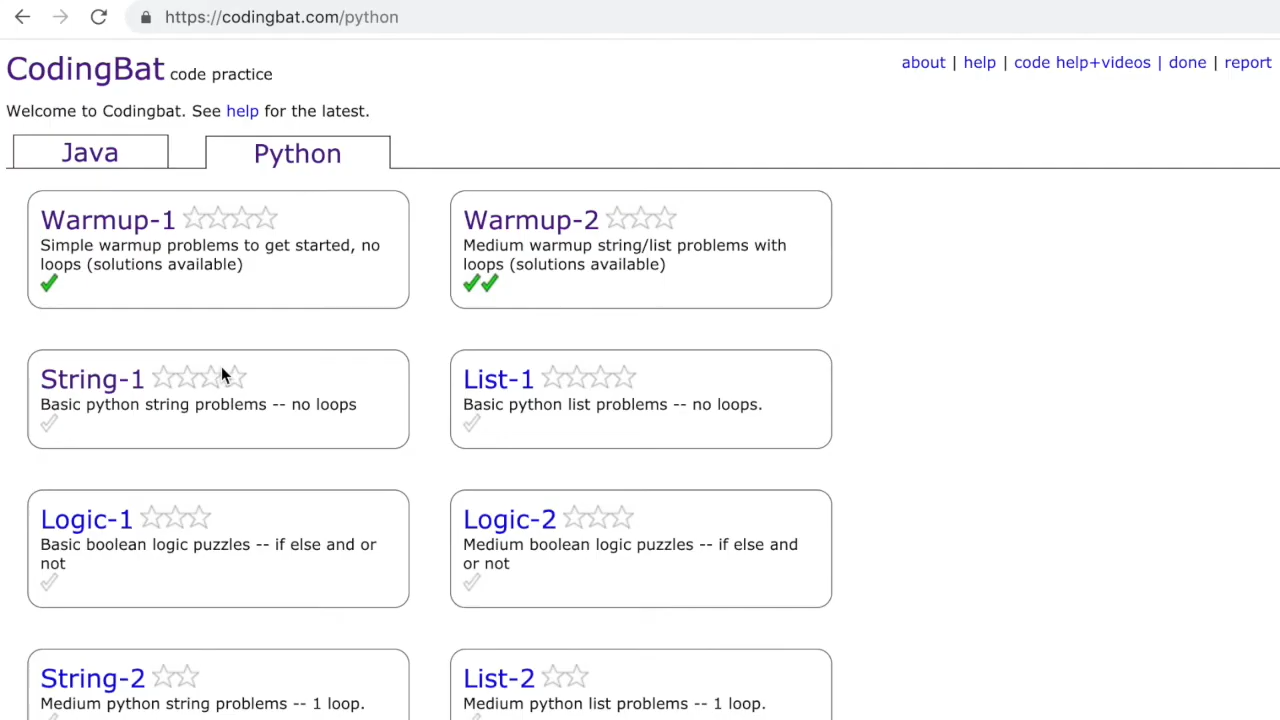 https://codingbat.com/python
CodingBat code practice
about | help | code help+videos | done | report
Welcome to Codingbat. See help for the latest.
Java
Python
Warmup-1
Simple warmup problems to get started, no
loops (solutions available)
Warmup-2
Medium warmup string/list problems with
loops (solutions available)
String-1
Basic python string problems -- no loops
List-1
Basic python list problems -- no loops.
Logic-1
Basic boolean logic puzzles -- if else and or
not
Logic-2
Medium boolean logic puzzles -- if else and
or not
String-2
Medium python string problems -- 1 loop.
List-2
Medium python list problems -- 1 loop.